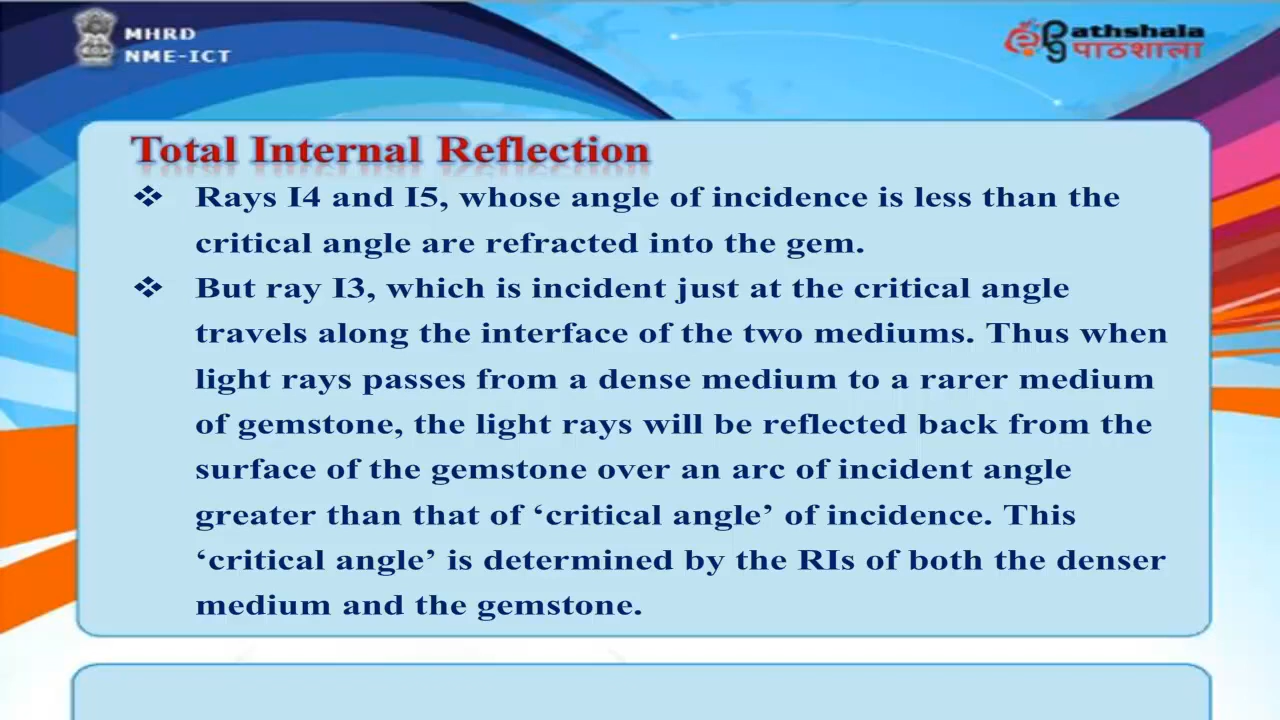 MHRD
NME-ICT
athshala
पाठशाला
Total Internal Reflection
❖ Rays I4 and I5, whose angle of incidence is less than the
critical angle are refracted into the gem.
❖ But ray I3, which is incident just at the critical angle
travels along the interface of the two mediums. Thus when
light rays passes from a dense medium to a rarer medium
of gemstone, the light rays will be reflected back from the
surface of the gemstone over an arc of incident angle
greater than that of ‘critical angle’ of incidence. This
‘critical angle’ is determined by the RIs of both the denser
medium and the gemstone.